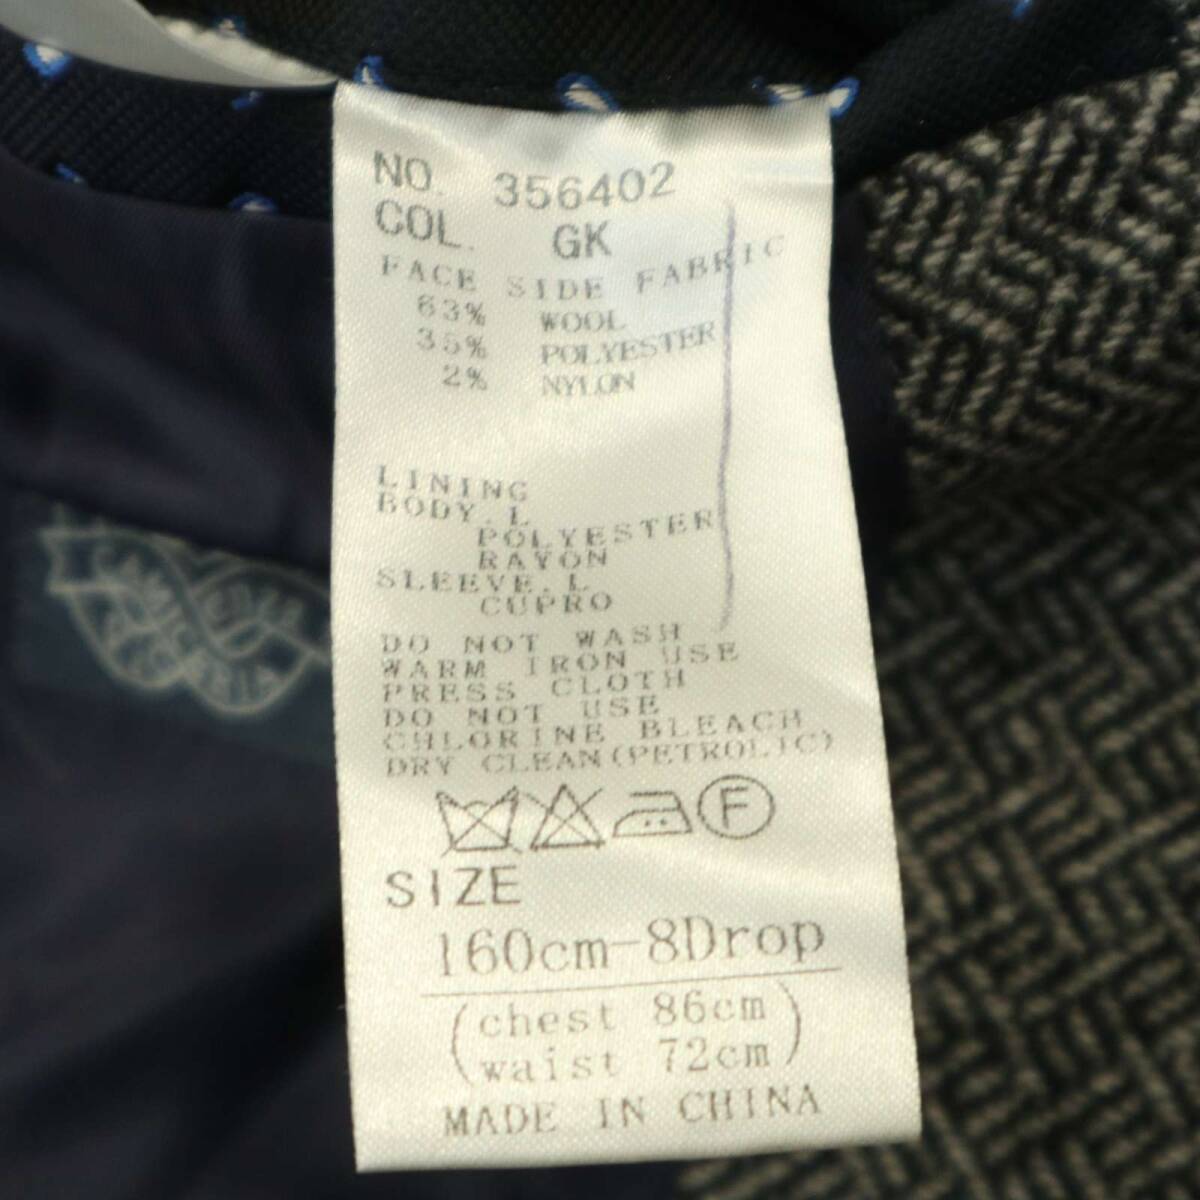 NO. 356402
COL. GK
FACE SIDE FABRIC
63% WOOL
35% POLYESTER
2% NYLON
LINING
BODY.L
POLYESTER
RAYON
SLEEVE.L
CUPRO
DO NOT WASH
WARM IRON USE
PRESS CLOTH
DO NOT USE
CHLORINE BLEACH
DRY CLEAN(PETROLIC)
F
SIZE
160cm-8Drop
(chest 86cm
waist 72cm)
MADE IN CHINA